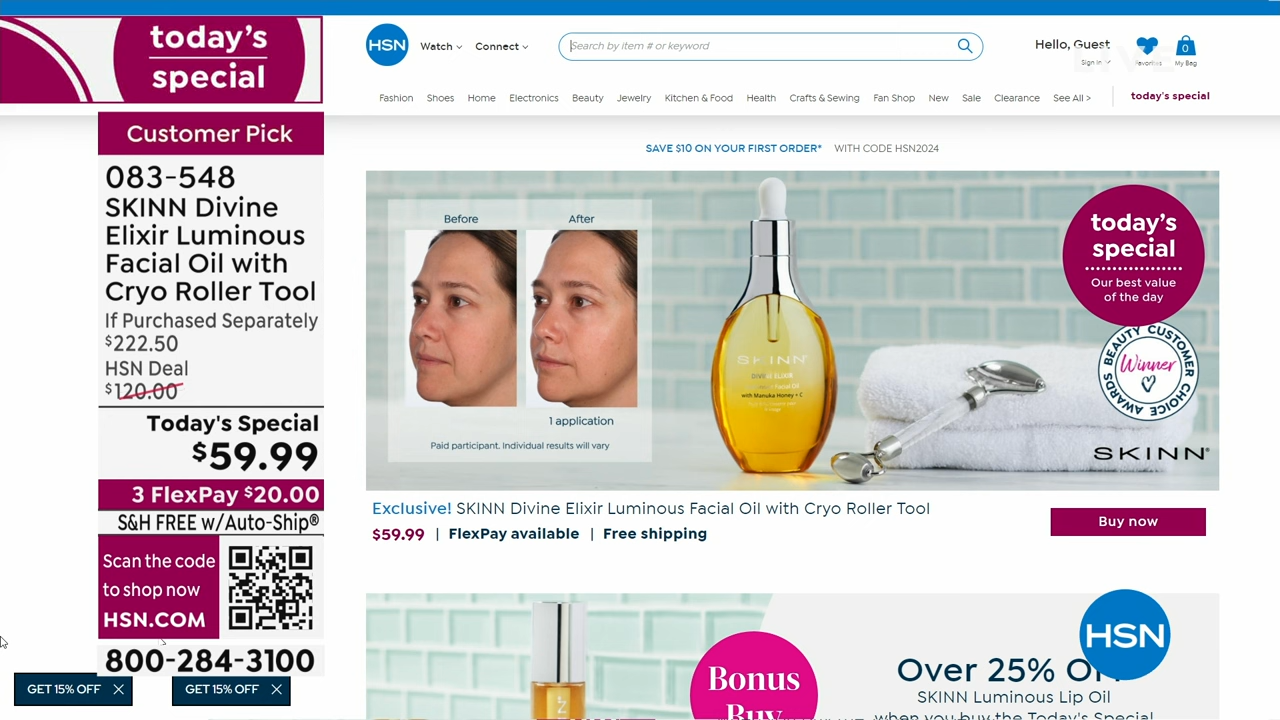 today's
special
Customer Pick
083-548
SKINN Divine
Elixir Luminous
Facial Oil with
Cryo Roller Tool
If Purchased Separately
$222.50
HSN Deal
$120.00
Today's Special
$59.99
3 FlexPay $20.00
S&H FREE w/Auto-Ship®
Scan the code
to shop now
HSN.COM
800-284-3100
GET 15% OFF
GET 15% OFF
HSN
Watch
Connect
Search by item # or keyword
Hello, Guest
Sign In
Favorites
0
My Bag
Fashion Shoes Home Electronics Beauty Jewelry Kitchen & Food Health Crafts & Sewing Fan Shop New Sale Clearance See All > today's special
SAVE $10 ON YOUR FIRST ORDER* WITH CODE HSN2024
Before After
1 application
Paid participant. Individual results will vary
SKINN
DIVINE ELIXIR
with Manuka Honey + C
today's
special
Our best value
of the day
BEAUTY CUSTOMER CHOICE AWARDS
Winner
SKINN®
Exclusive! SKINN Divine Elixir Luminous Facial Oil with Cryo Roller Tool
$59.99 | FlexPay available | Free shipping
Buy now
Bonus
Buy
HSN
Over 25% Of
SKINN Luminous Lip Oil
when you buy the Today's Special